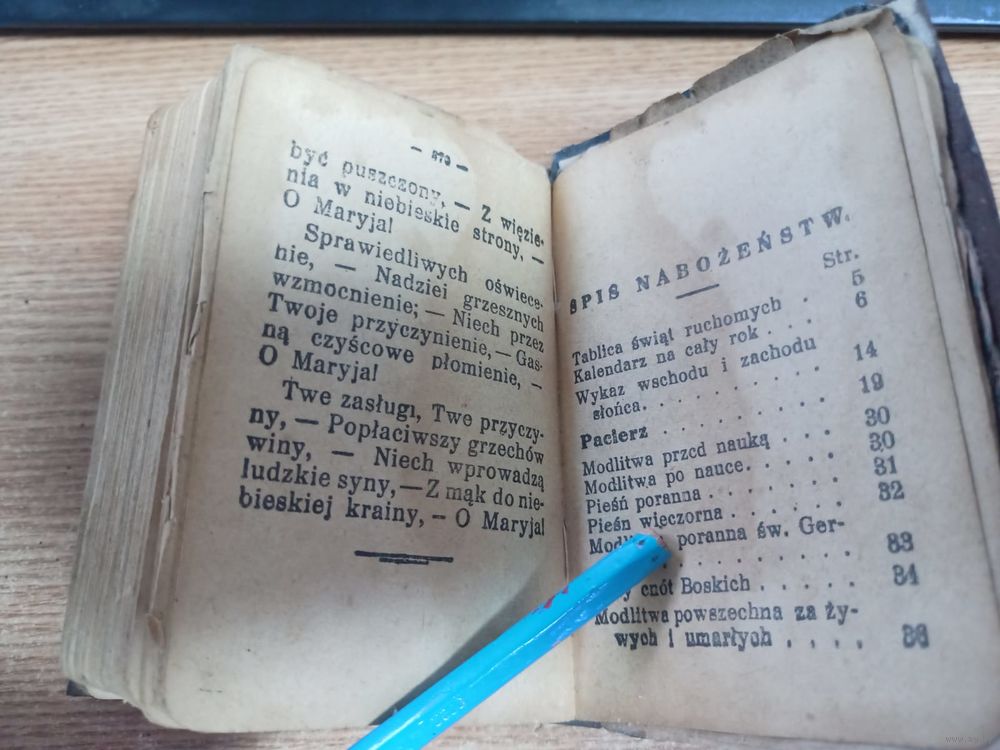 być puszczony, — Z więzie-
nia w niebieskie strony, —
O Maryja!
Sprawiedliwych oświece-
nie, — Nadziei grzesznych
wzmocnienie; — Niech przez
Twoje przyczynienie, — Gas-
ną czyścowe płomienie, —
O Maryja!
Twe zasługi, Twe przyczy-
ny, — Popłaciwszy grzechów
winy, — Niech wprowadzą
ludzkie syny, — Z mąk do nie-
bieskiej krainy, — O Maryja!
SPIS NABOŻEŃSTW.
Str.
Tablica świąt ruchomych . 5
Kalendarz na cały rok . . . 6
Wykaz wschodu i zachodu
słońca. . . . . . . . 14
Pacierz . . . . . . . . 19
Modlitwa przed nauką . . . 30
Modlitwa po nauce. . . . . 30
Pieśń poranna . . . . . . 31
Pieśn wieczorna . . . . . 32
poranna św. Ger-
. . . . . . . 33
cnót Boskich . . . . . 34
Modlitwa powszechna za ży-
wych i umarłych . . . .